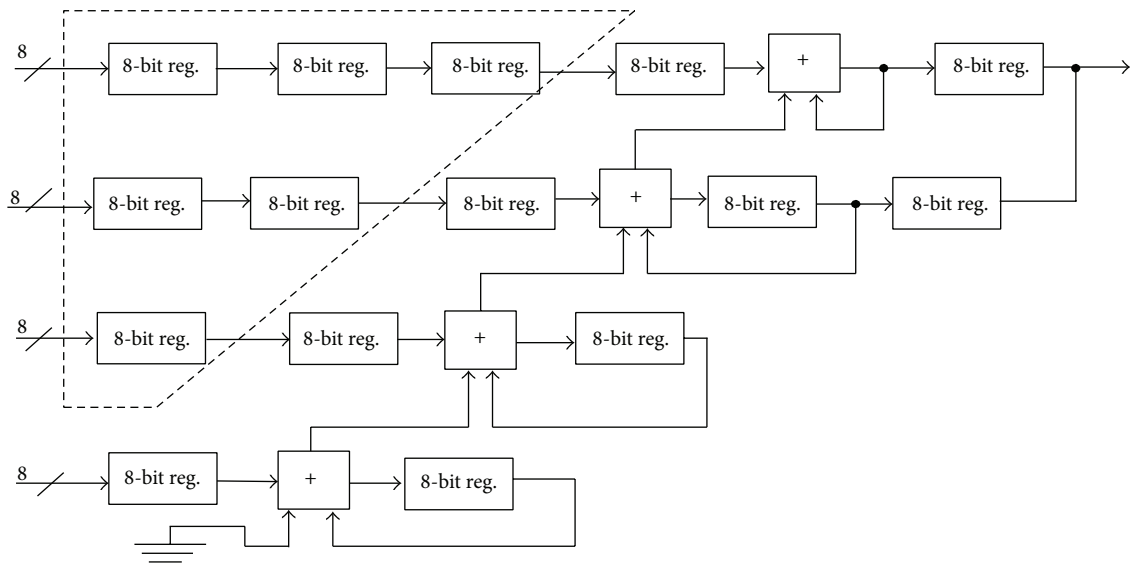 8
8-bit reg.
8-bit reg.
8-bit reg.
8-bit reg.
+
8-bit reg.
8
8-bit reg.
8-bit reg.
8-bit reg.
+
8-bit reg.
8-bit reg.
8
8-bit reg.
8-bit reg.
+
8-bit reg.
8
8-bit reg.
+
8-bit reg.